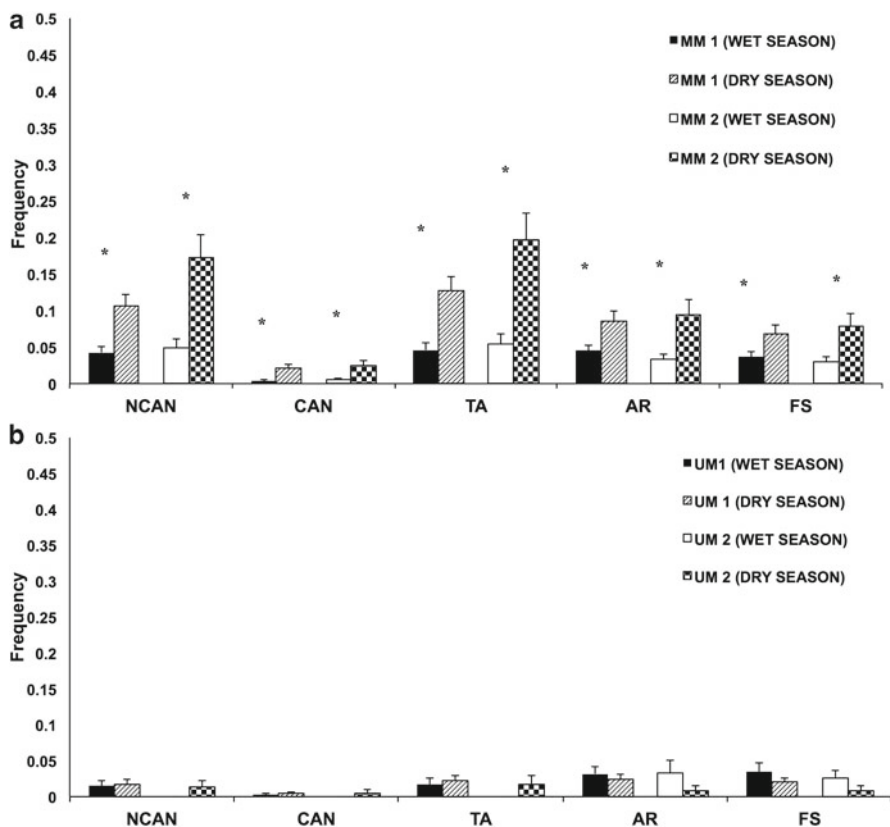 a
0.5
0.45
0.4
0.35
0.3
0.25
0.2
0.15
0.1
0.05
0
Frequency
MM 1 (WET SEASON)
MM 1 (DRY SEASON)
MM 2 (WET SEASON)
MM 2 (DRY SEASON)
* * * * * * * * * *
NCAN CAN TA AR FS
b
0.5
0.45
0.4
0.35
0.3
0.25
0.2
0.15
0.1
0.05
0
Frequency
UM1 (WET SEASON)
UM 1 (DRY SEASON)
UM 2 (WET SEASON)
UM 2 (DRY SEASON)
NCAN CAN TA AR FS